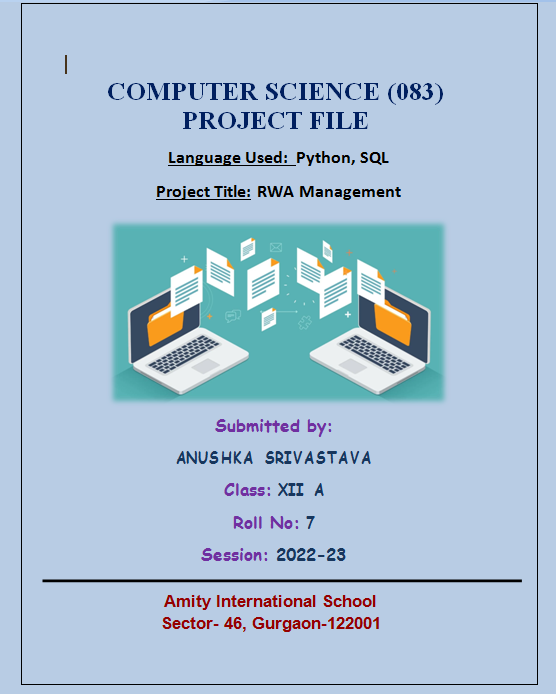 COMPUTER SCIENCE (083)
PROJECT FILE
Language Used: Python, SQL
Project Title: RWA Management
Submitted by:
ANUSHKA SRIVASTAVA
Class: XII A
Roll No: 7
Session: 2022-23
Amity International School
Sector- 46, Gurgaon-122001